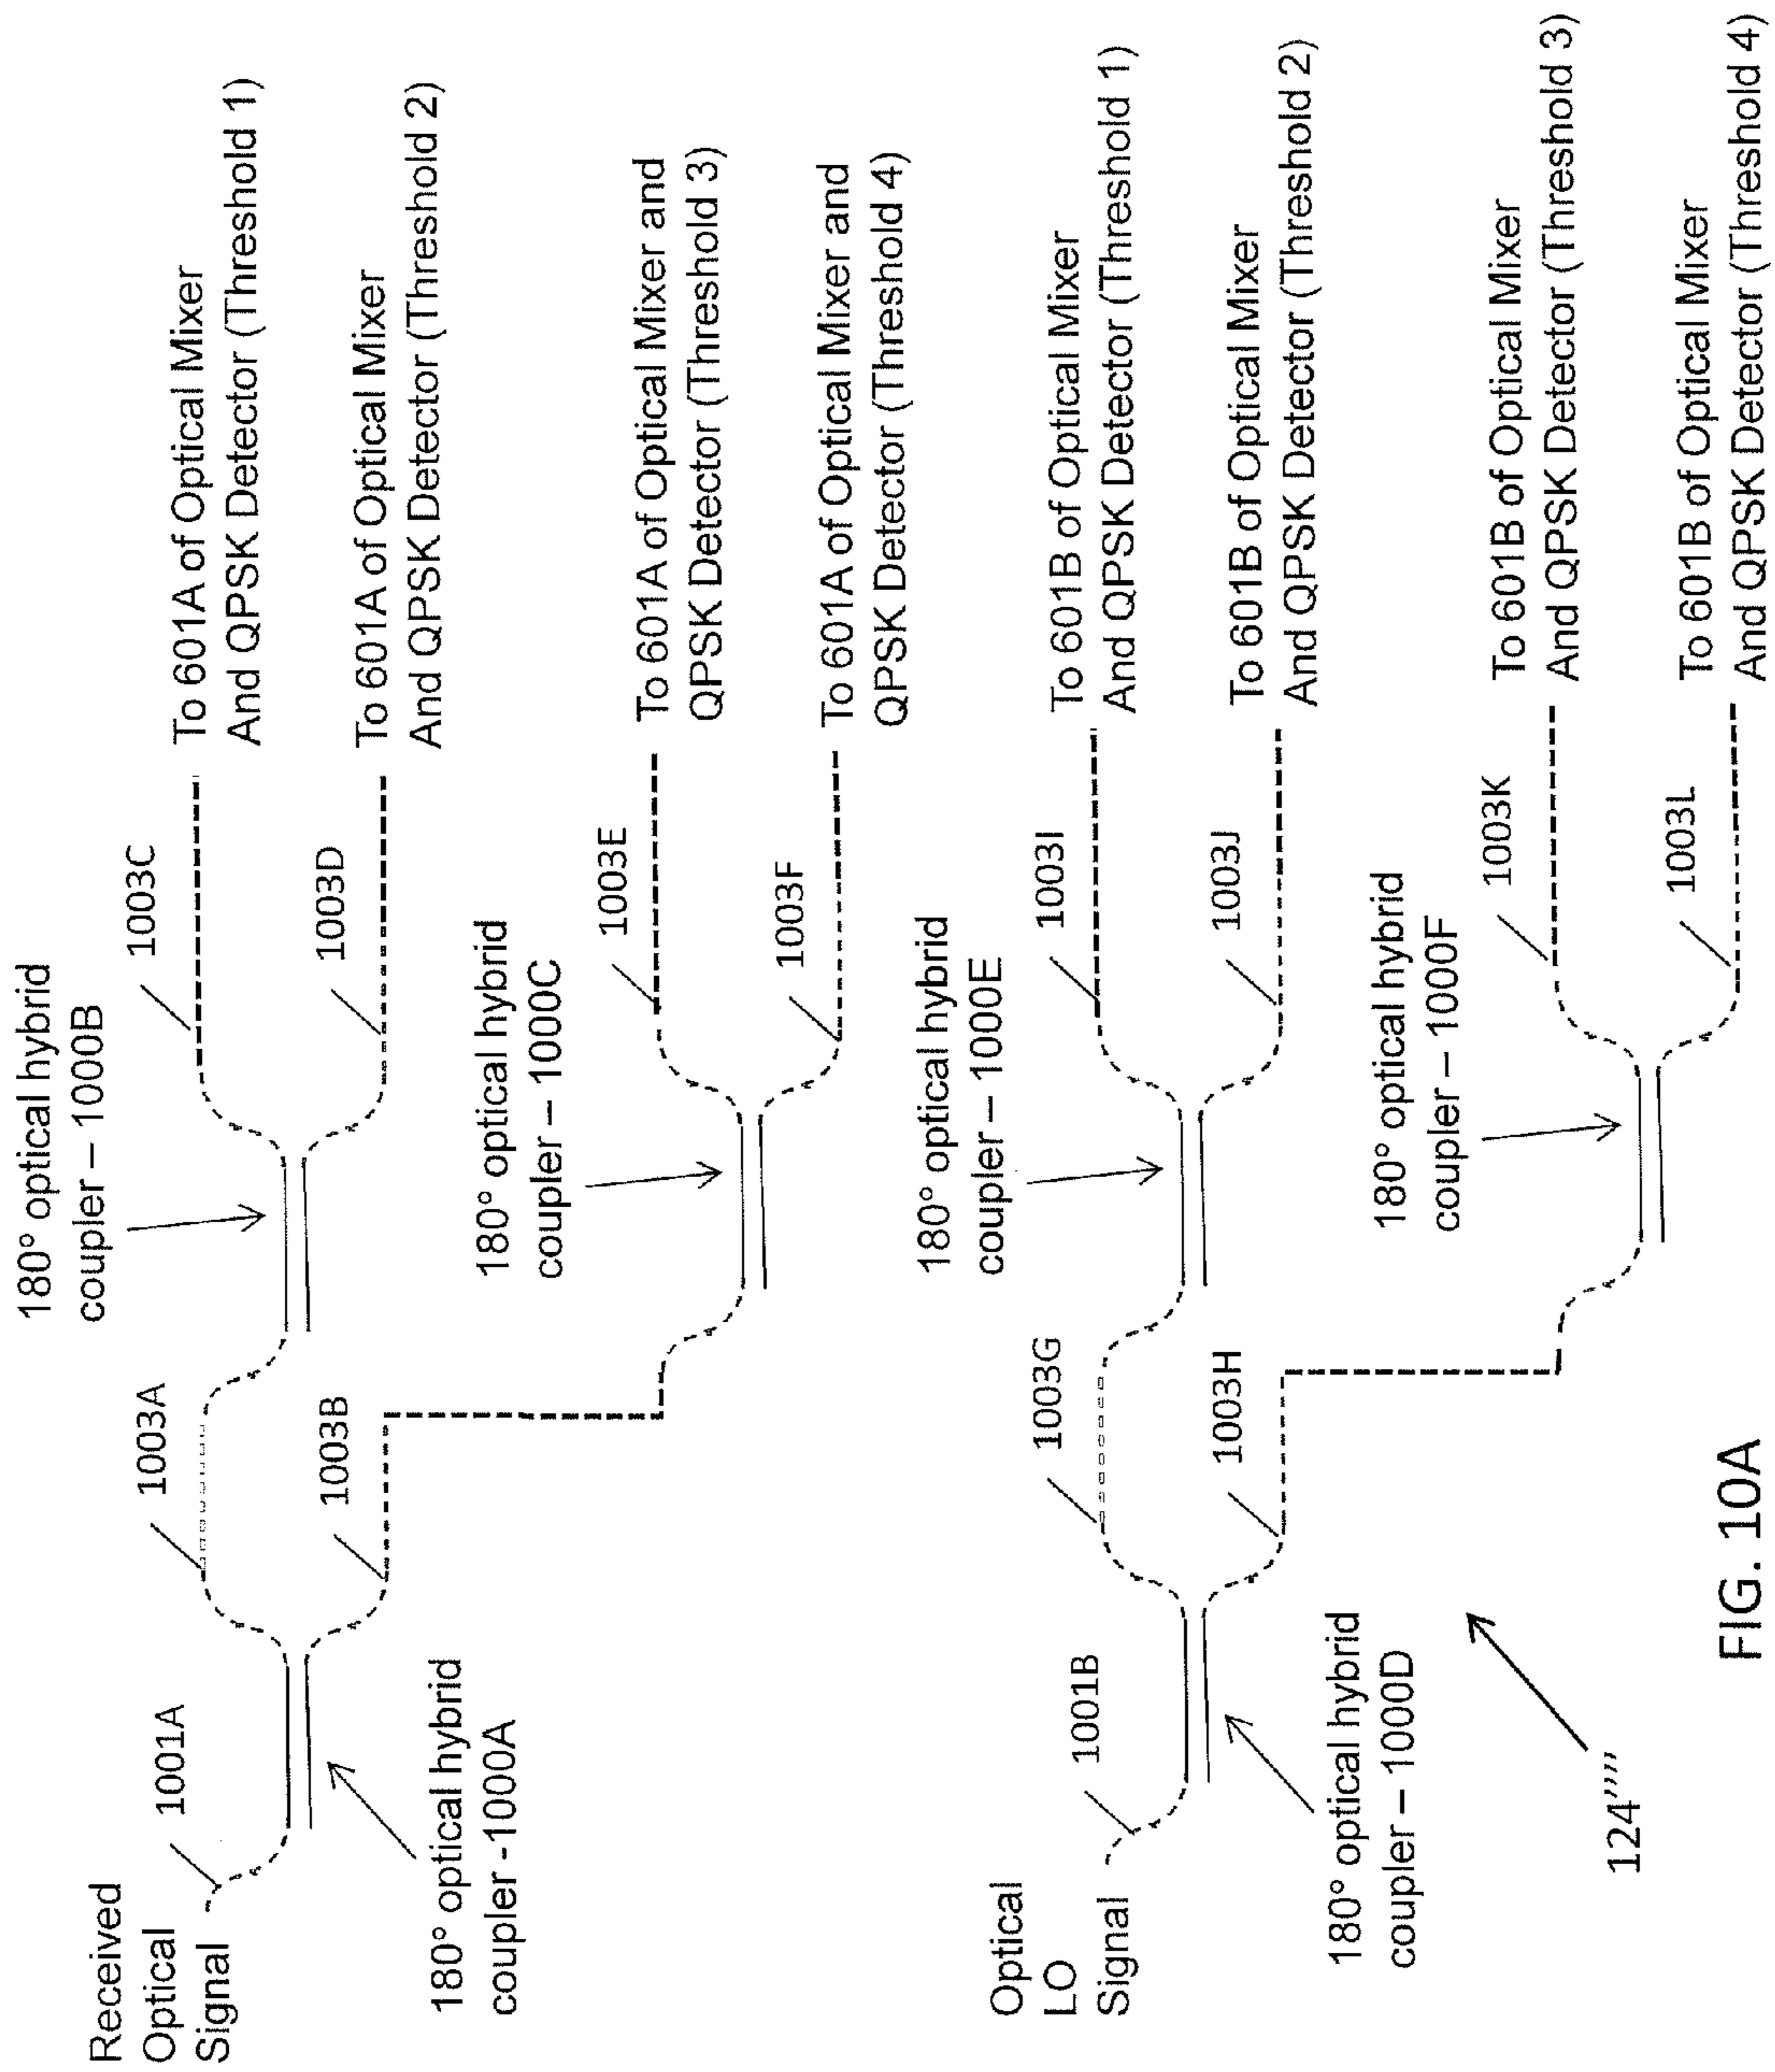 Received
Optical
Signal
1001A
180° optical hybrid
coupler -1000A
1003A
1003B
180° optical hybrid
coupler – 1000B
1003C
To 601A of Optical Mixer
And QPSK Detector (Threshold 1)
1003D
To 601A of Optical Mixer
And QPSK Detector (Threshold 2)
180° optical hybrid
coupler – 1000C
1003E
To 601A of Optical Mixer and
QPSK Detector (Threshold 3)
1003F
To 601A of Optical Mixer and
QPSK Detector (Threshold 4)
Optical
LO
Signal
1001B
180° optical hybrid
coupler – 1000D
1003G
1003H
180° optical hybrid
coupler – 1000E
1003I
To 601B of Optical Mixer
And QPSK Detector (Threshold 1)
1003J
To 601B of Optical Mixer
And QPSK Detector (Threshold 2)
180° optical hybrid
coupler – 1000F
1003K
To 601B of Optical Mixer
And QPSK Detector (Threshold 3)
1003L
To 601B of Optical Mixer
And QPSK Detector (Threshold 4)
124''''
FIG. 10A